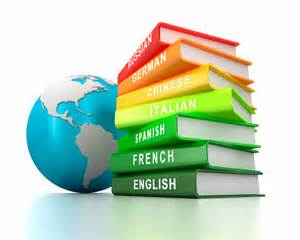 RUSSIAN
GERMAN
CHINESE
ITALIAN
SPANISH
FRENCH
ENGLISH